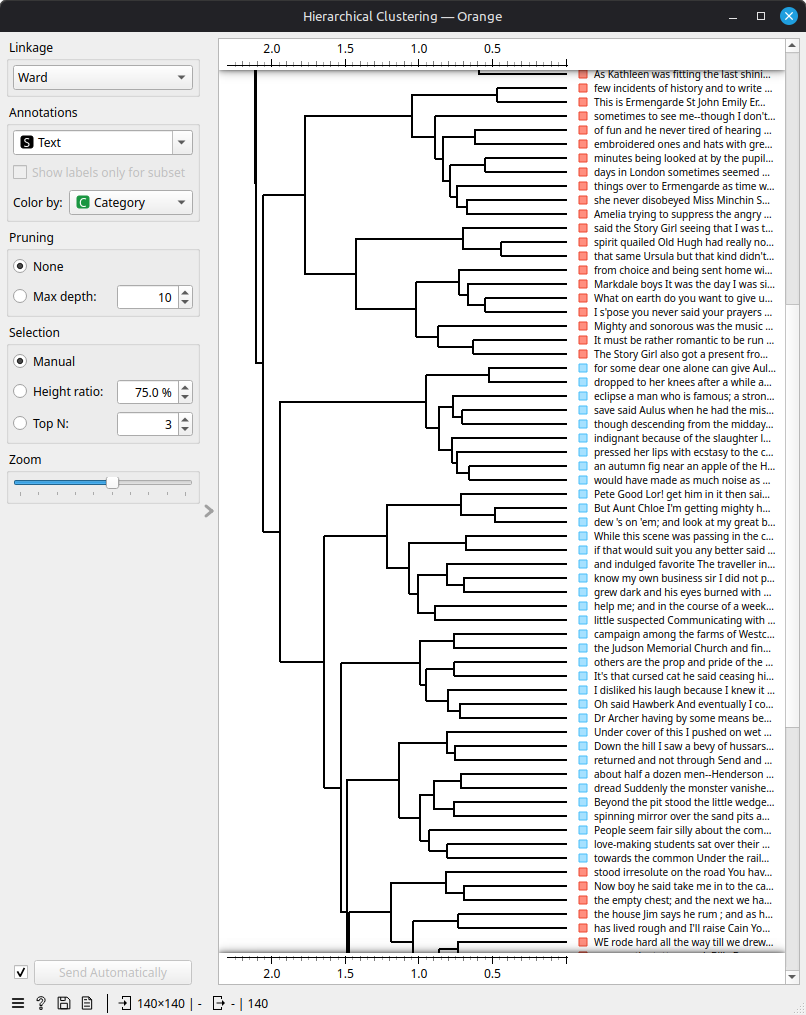 Hierarchical Clustering — Orange
Linkage
Ward
Annotations
S Text
Show labels only for subset
Color by: C Category
Pruning
None
Max depth: 10
Selection
Manual
Height ratio: 75.0 %
Top N: 3
Zoom
Send Automatically
140×140 | - - | 140
2.0 1.5 1.0 0.5
As Kathleen was fitting the last shini...
few incidents of history and to write ...
This is Ermengarde St John Emily Er...
sometimes to see me--though I don't...
of fun and he never tired of hearing ...
embroidered ones and hats with gre...
minutes being looked at by the pupil...
days in London sometimes seemed ...
things over to Ermengarde as time w...
she never disobeyed Miss Minchin S...
Amelia trying to suppress the angry ...
said the Story Girl seeing that I was t...
spirit quailed Old Hugh had really no...
that same Ursula but that kind didn't...
from choice and being sent home wi...
Markdale boys It was the day I was si...
What on earth do you want to give u...
I s'pose you never said your prayers ...
Mighty and sonorous was the music ...
It must be rather romantic to be run ...
The Story Girl also got a present fro...
for some dear one alone can give Aul...
dropped to her knees after a while a...
eclipse a man who is famous; a stron...
save said Aulus when he had the mis...
though descending from the midday...
indignant because of the slaughter l...
pressed her lips with ecstasy to the c...
an autumn fig near an apple of the H...
would have made as much noise as ...
Pete Good Lor! get him in it then sai...
But Aunt Chloe I'm getting mighty h...
dew 's on 'em; and look at my great b...
While this scene was passing in the c...
if that would suit you any better said ...
and indulged favorite The traveller in...
know my own business sir I did not p...
grew dark and his eyes burned with ...
help me; and in the course of a week...
little suspected Communicating with ...
campaign among the farms of Westc...
the Judson Memorial Church and fin...
others are the prop and pride of the ...
It's that cursed cat he said ceasing hi...
I disliked his laugh because I knew it ...
Oh said Hawberk And eventually I co...
Dr Archer having by some means be...
Under cover of this I pushed on wet ...
Down the hill I saw a bevy of hussars...
returned and not through Send and ...
about half a dozen men--Henderson ...
dread Suddenly the monster vanishe...
Beyond the pit stood the little wedge...
spinning mirror over the sand pits a...
People seem fair silly about the com...
love-making students sat over their ...
towards the common Under the rail...
stood irresolute on the road You hav...
Now boy he said take me in to the ca...
the empty chest; and the next we ha...
the house Jim says he rum ; and as h...
has lived rough and I'll raise Cain Yo...
WE rode hard all the way till we drew...
2.0 1.5 1.0 0.5